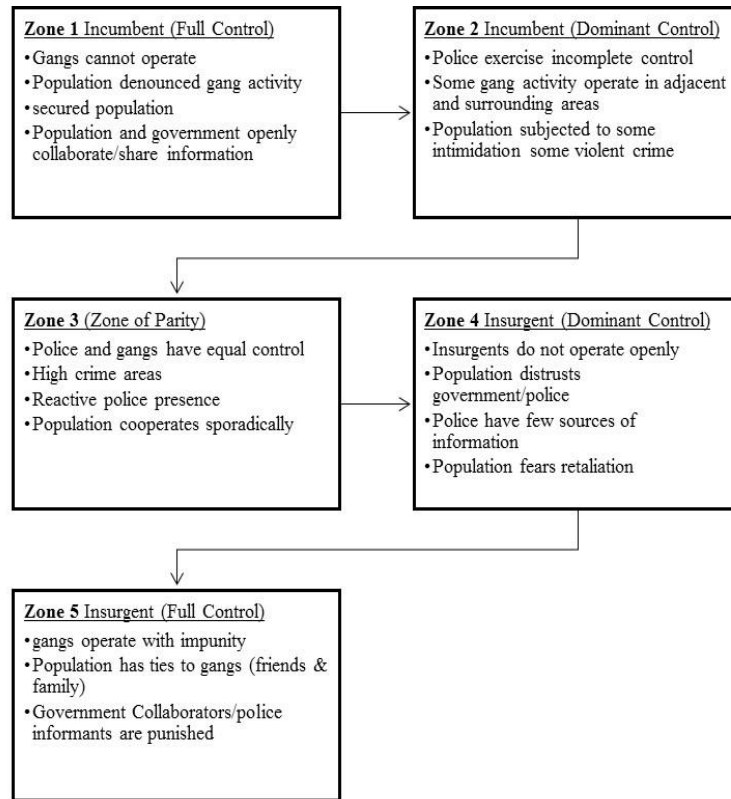 Zone 1 Incumbent (Full Control)
•Gangs cannot operate
•Population denounced gang activity
•secured population
•Population and government openly
collaborate/share information
Zone 2 Incumbent (Dominant Control)
•Police exercise incomplete control
•Some gang activity operate in adjacent
and surrounding areas
•Population subjected to some
intimidation some violent crime
Zone 3 (Zone of Parity)
•Police and gangs have equal control
•High crime areas
•Reactive police presence
•Population cooperates sporadically
Zone 4 Insurgent (Dominant Control)
•Insurgents do not operate openly
•Population distrusts
government/police
•Police have few sources of
information
•Population fears retaliation
Zone 5 Insurgent (Full Control)
•gangs operate with impunity
•Population has ties to gangs (friends &
family)
•Government Collaborators/police
informants are punished